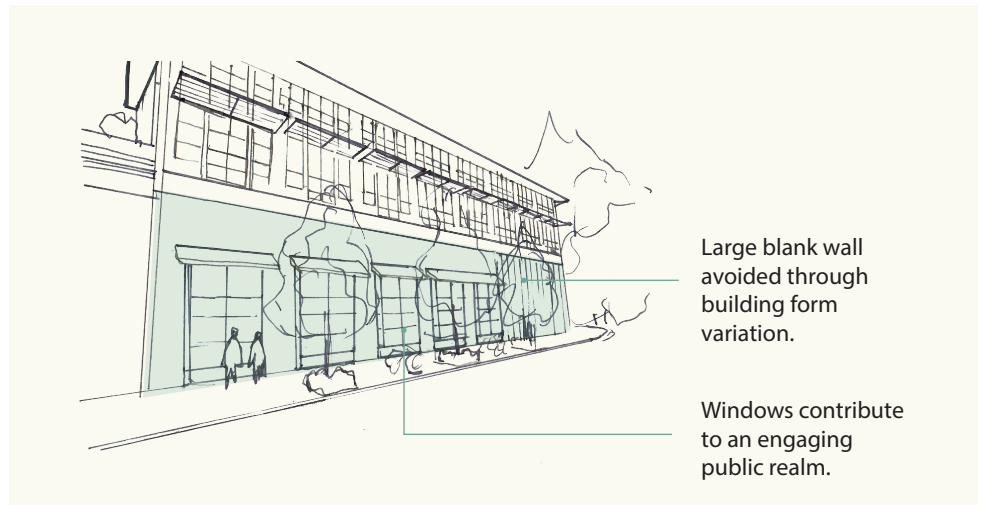 Large blank wall
avoided through
building form
variation.
Windows contribute
to an engaging
public realm.